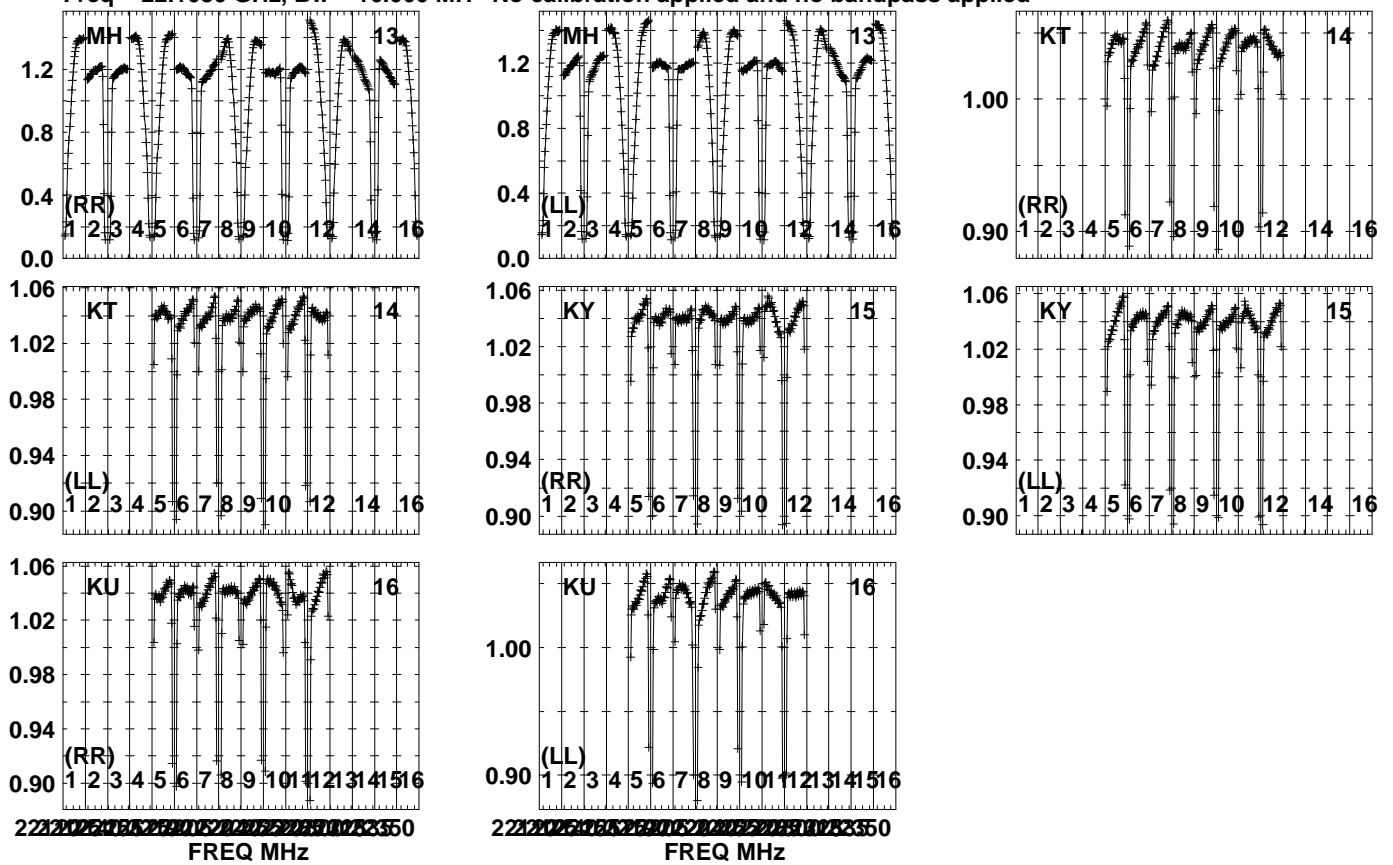 No calibration applied and no bandpass applied
MH 13
1.2
0.8
0.4
0.0
(RR)
1 2 3 4 5 6 7 8 9 10 12 14 16
MH 13
1.2
0.8
0.4
0.0
(LL)
1 2 3 4 5 6 7 8 9 10 12 14 16
KT 14
1.00
0.90
(RR)
1 2 3 4 5 6 7 8 9 10 12 14 16
KT 14
1.06
1.02
0.98
0.94
0.90
(LL)
1 2 3 4 5 6 7 8 9 10 12 14 16
KY 15
1.06
1.02
0.98
0.94
0.90
(RR)
1 2 3 4 5 6 7 8 9 10 12 14 16
KY 15
1.06
1.02
0.98
0.94
0.90
(LL)
1 2 3 4 5 6 7 8 9 10 12 14 16
KU 16
1.06
1.02
0.98
0.94
0.90
(RR)
1 2 3 4 5 6 7 8 9 10 11 12 13 14 15 16
FREQ MHz
KU 16
1.00
0.90
(LL)
1 2 3 4 5 6 7 8 9 10 11 12 13 14 15 16
FREQ MHz